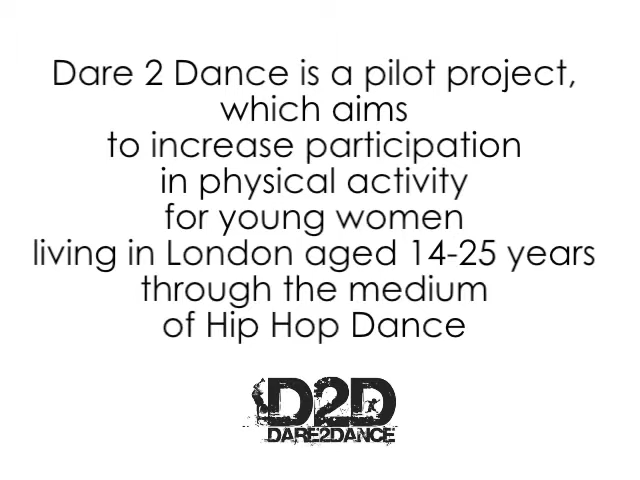 Dare 2 Dance is a pilot project,
which aims
to increase participation
in physical activity
for young women
living in London aged 14-25 years
through the medium
of Hip Hop Dance
D2D
DARE2DANCE